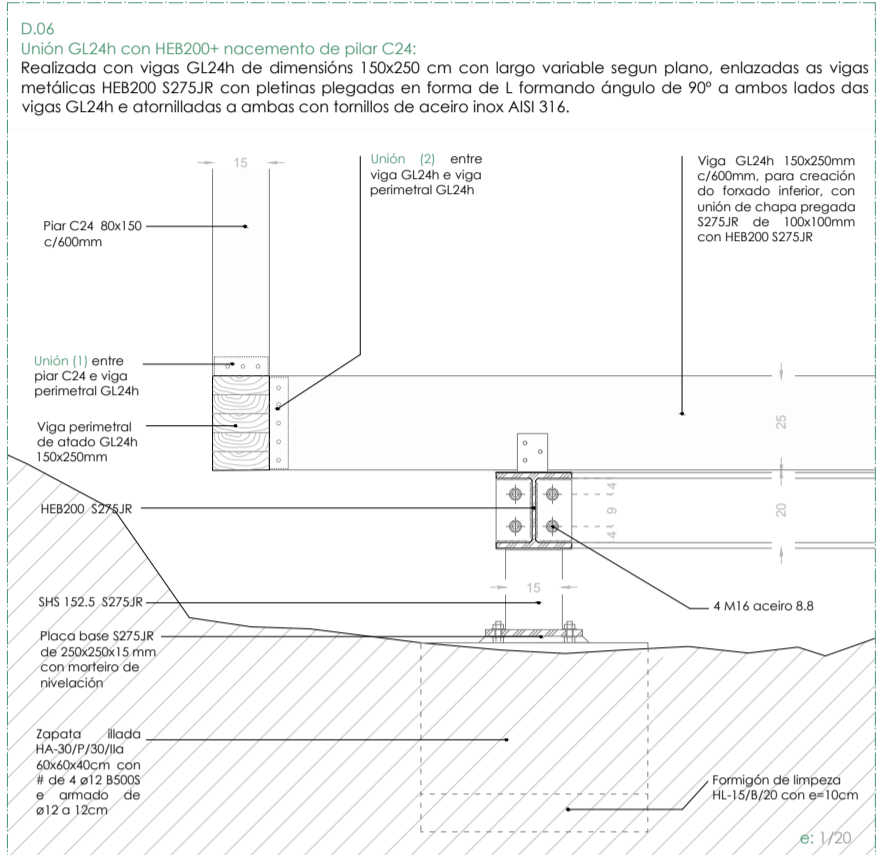 D.06
Unión GL24h con HEB200+ nacemento de pilar C24:
Realizada con vigas GL24h de dimensións 150x250 cm con largo variable segun plano, enlazadas as vigas
metálicas HEB200 S275JR con pletinas plegadas en forma de L formando ángulo de 90º a ambos lados das
vigas GL24h e atornilladas a ambas con tornillos de aceiro inox AISI 316.
15
Unión (2) entre
viga GL24h y viga
perimetral GL24h
Viga GL24h 150x250mm
c/600mm, para creación
do forxado inferior, con
unión de chapa pregada
S275JR de 100x100mm
con HEB200 S275JR
Piar C24 80x150
c/600mm
Unión (1) entre
piar C24 e viga
perimetral GL24h
Viga perimetral
de atado GL24h
150x250mm
25
HEB200 S275JR
4
9
4
20
15
SHS 152.5 S275JR
4 M16 aceiro 8.8
Placa base S275JR
de 250x250x15 mm
con morteiro de
nivelación
Zapata illada
HA-30/P/30/IIa
60x60x40cm con
# de 4 ø12 B500S
e armado de
ø12 a 12cm
Formigón de limpeza
HL-15/B/20 con e=10cm
e: 1/20